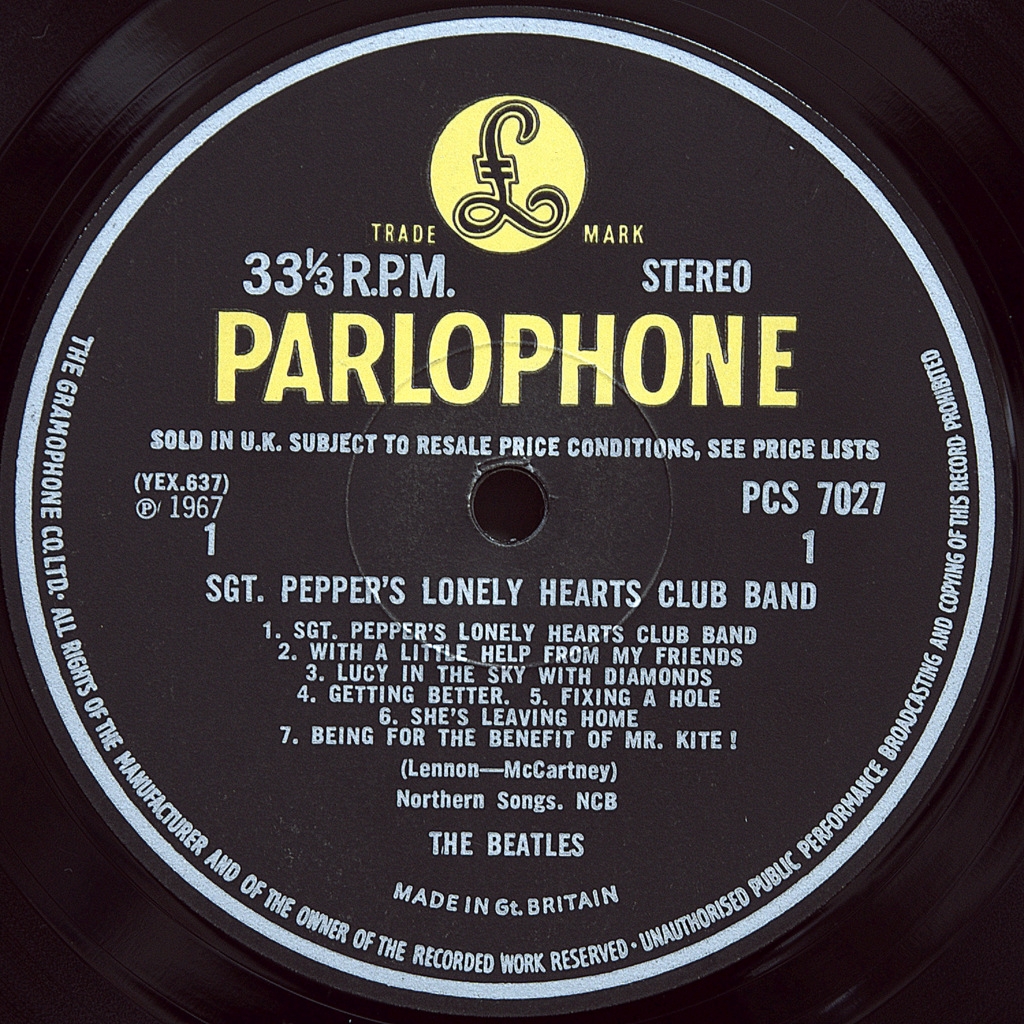 £
TRADE MARK
33⅓ R.P.M. STEREO
PARLOPHONE
SOLD IN U.K. SUBJECT TO RESALE PRICE CONDITIONS, SEE PRICE LISTS
(YEX.637) PCS 7027
℗ 1967
1 1
SGT. PEPPER'S LONELY HEARTS CLUB BAND
1. SGT. PEPPER'S LONELY HEARTS CLUB BAND
2. WITH A LITTLE HELP FROM MY FRIENDS
3. LUCY IN THE SKY WITH DIAMONDS
4. GETTING BETTER. 5. FIXING A HOLE
6. SHE'S LEAVING HOME
7. BEING FOR THE BENEFIT OF MR. KITE !
(Lennon—McCartney)
Northern Songs. NCB
THE BEATLES
MADE IN Gt. BRITAIN
THE GRAMOPHONE CO. LTD. · ALL RIGHTS OF THE MANUFACTURER AND OF THE OWNER OF THE RECORDED WORK RESERVED · UNAUTHORISED PUBLIC PERFORMANCE BROADCASTING AND COPYING OF THIS RECORD PROHIBITED